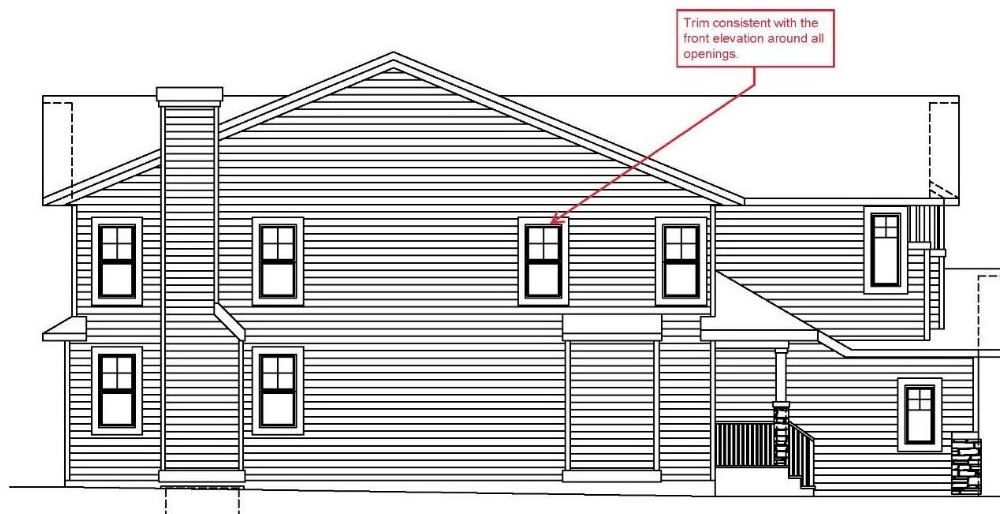 Trim consistent with the
front elevation around all
openings.